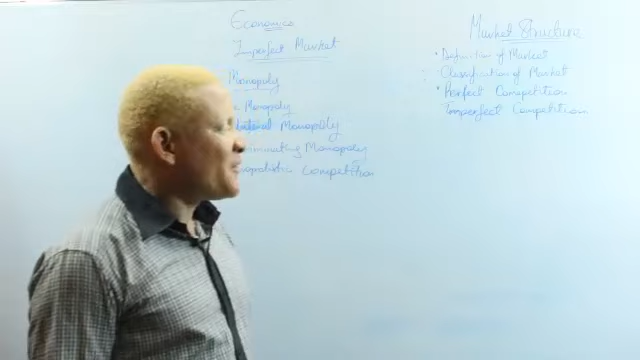 Economics
Imperfect Market
Monopoly
Monopoly
Monopoly
Monopoly
Competition
Market Structure
• Definition of Market
Classification of Market
• Perfect Competition
Imperfect Competition